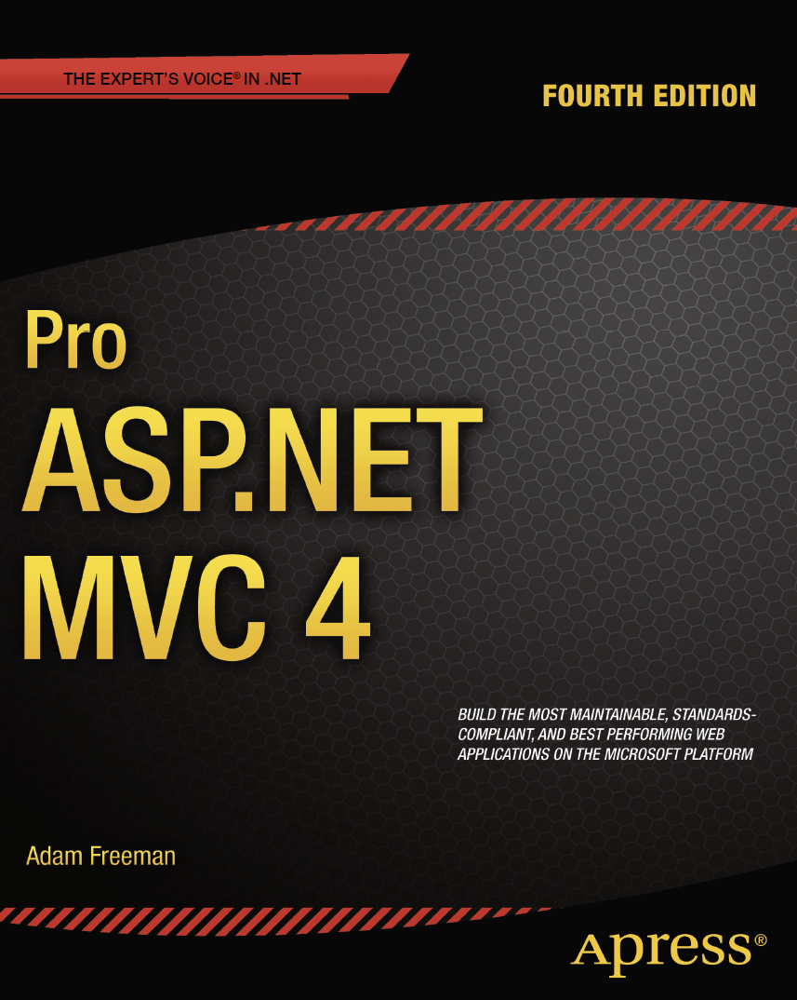 THE EXPERT'S VOICE® IN .NET
FOURTH EDITION
Pro
ASP.NET
MVC 4
BUILD THE MOST MAINTAINABLE, STANDARDS-
COMPLIANT, AND BEST PERFORMING WEB
APPLICATIONS ON THE MICROSOFT PLATFORM
Adam Freeman
Apress®